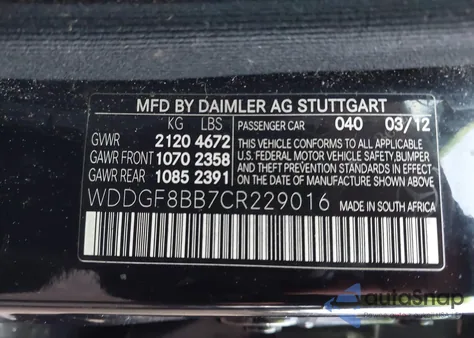 MFD BY DAIMLER AG STUTTGART
KG LBS PASSENGER CAR 040 03/12
GVWR 2120 4672
GAWR FRONT 1070 2358
GAWR REAR 1085 2391
THIS VEHICLE CONFORMS TO ALL APPLICABLE
U.S. FEDERAL MOTOR VEHICLE SAFETY, BUMPER
AND THEFT PREVENTION STANDARDS IN EFFECT
ON THE DATE OF MANUFACTURE SHOWN ABOVE.
WDDGF8BB7CR229016 MADE IN SOUTH AFRICA
autoSnap